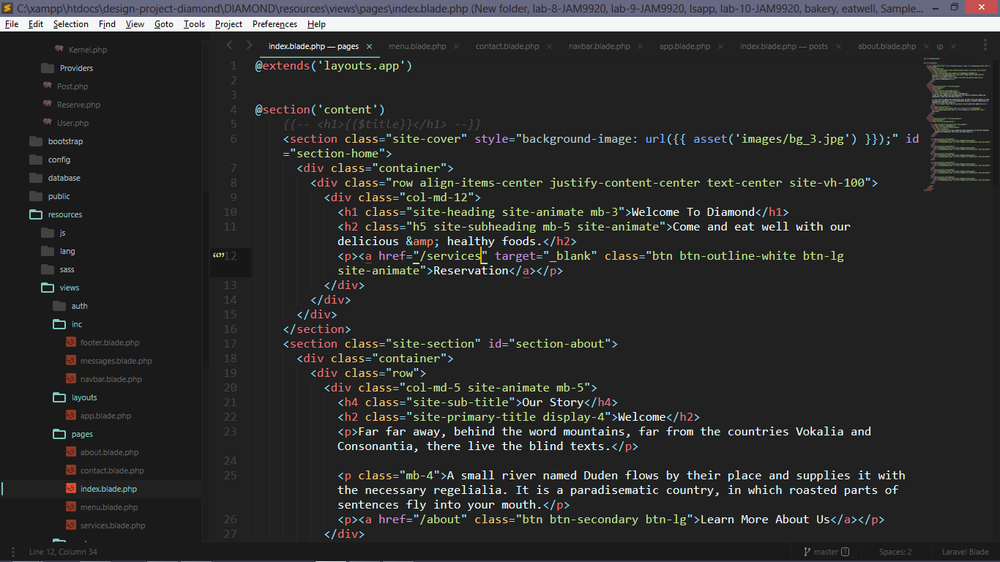 C:\xampp\htdocs\design-project-diamond\DIAMOND\resources\views\pages\index.blade.php (New folder, lab-8-JAM9920, lab-9-JAM9920, lsapp, lab-10-JAM9920, bakery, eatwell, Sample...
File Edit Selection Find View Goto Tools Project Preferences Help
index.blade.php — pages menu.blade.php contact.blade.php navbar.blade.php app.blade.php index.blade.php — posts about.blade.php
Kernel.php
Providers
Post.php
Reserve.php
User.php
bootstrap
config
database
public
resources
js
lang
sass
views
auth
inc
footer.blade.php
messages.blade.php
navbar.blade.php
layouts
app.blade.php
pages
about.blade.php
contact.blade.php
index.blade.php
menu.blade.php
services.blade.php
1 @extends('layouts.app')
2
3
4 @section('content')
5 {{-- <h1>{{$title}}</h1> --}}
6 <section class="site-cover" style="background-image: url({{ asset('images/bg_3.jpg') }});" id
="section-home">
7 <div class="container">
8 <div class="row align-items-center justify-content-center text-center site-vh-100">
9 <div class="col-md-12">
10 <h1 class="site-heading site-animate mb-3">Welcome To Diamond</h1>
11 <h2 class="h5 site-subheading mb-5 site-animate">Come and eat well with our
delicious &amp; healthy foods.</h2>
12 <p><a href="/services" target="_blank" class="btn btn-outline-white btn-lg
site-animate">Reservation</a></p>
13 </div>
14 </div>
15 </div>
16 </section>
17 <section class="site-section" id="section-about">
18 <div class="container">
19 <div class="row">
20 <div class="col-md-5 site-animate mb-5">
21 <h4 class="site-sub-title">Our Story</h4>
22 <h2 class="site-primary-title display-4">Welcome</h2>
23 <p>Far far away, behind the word mountains, far from the countries Vokalia and
Consonantia, there live the blind texts.</p>
24
25 <p class="mb-4">A small river named Duden flows by their place and supplies it with
the necessary regelialia. It is a paradisematic country, in which roasted parts of
sentences fly into your mouth.</p>
26 <p><a href="/about" class="btn btn-secondary btn-lg">Learn More About Us</a></p>
27 </div>
Line 12, Column 34
master 1 Spaces: 2 Laravel Blade